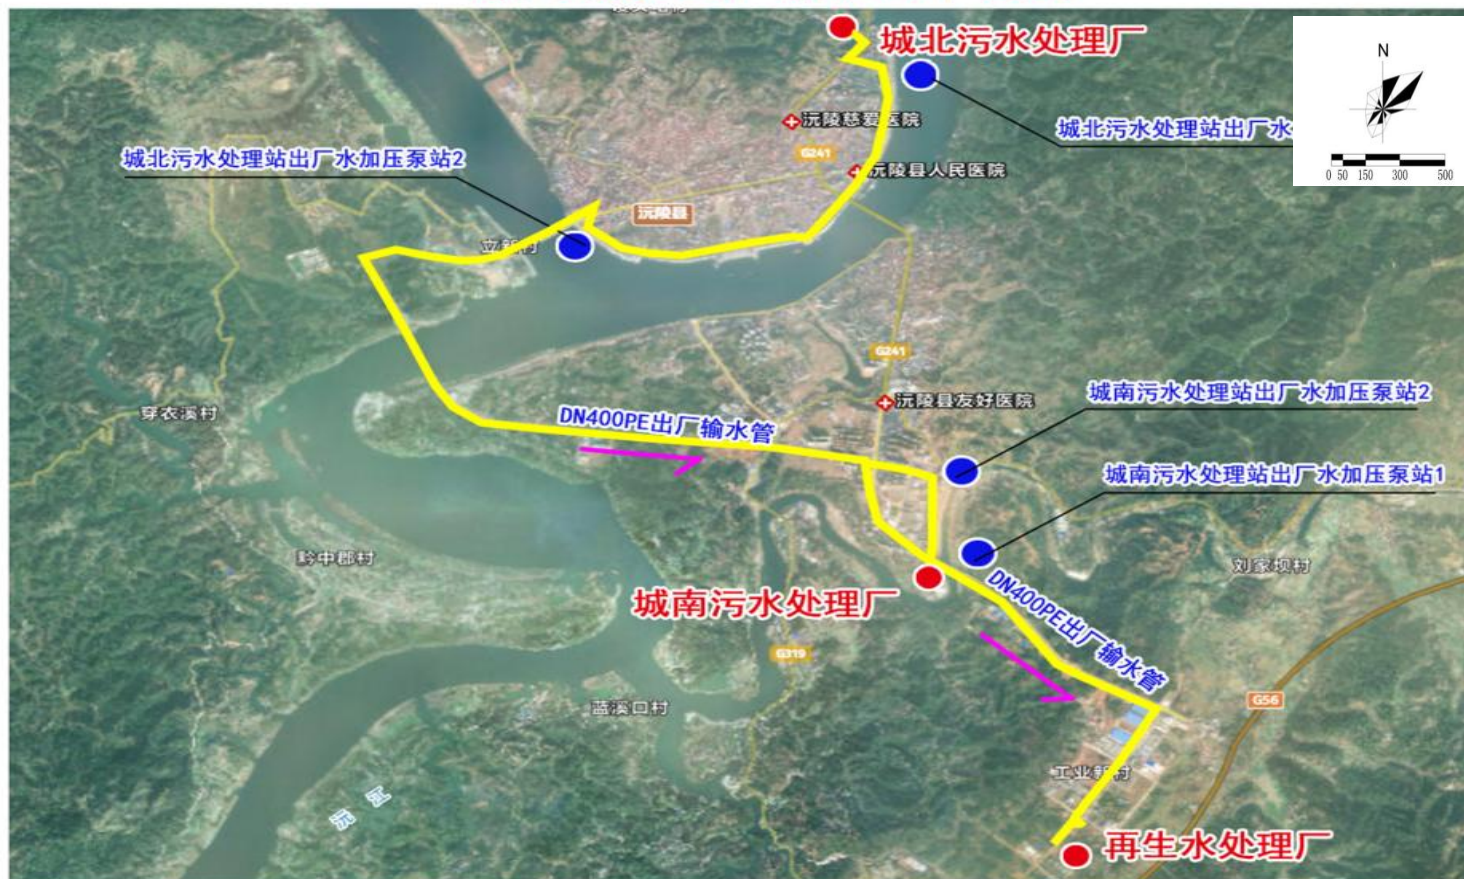 城北污水处理厂
N
沅陵慈爱医院
城北污水处理站出厂水
城北污水处理站出厂水加压泵站2
G241
沅陵县人民医院
0 50 150 300 500
沅陵县
立新村
G241
城南污水处理站出厂水加压泵站2
沅陵县友好医院
穿衣溪村
DN400PE出厂输水管
城南污水处理站出厂水加压泵站1
黔中郡村
刘家坝村
城南污水处理厂
DN400PE出厂输水管
G319
G56
蓝溪口村
工业新村
沅江
再生水处理厂